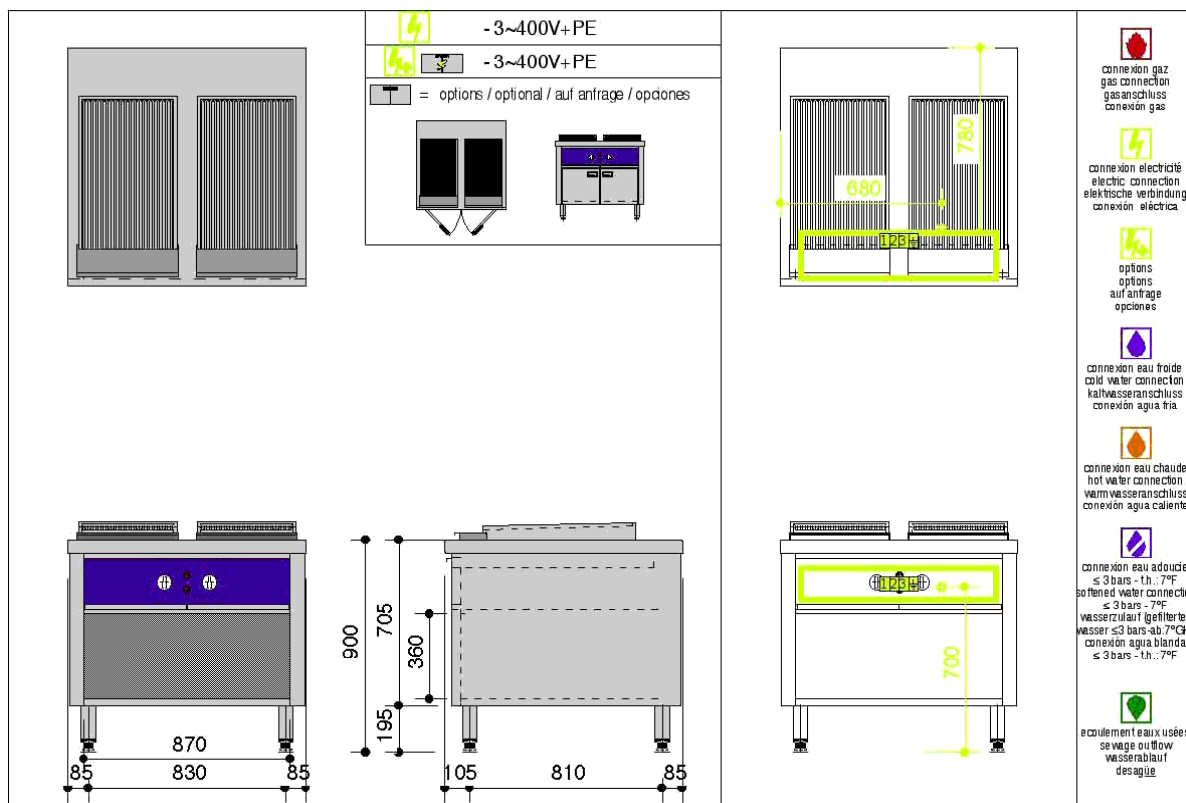 -3~400V+PE
-3~400V+PE
= options / optional / auf anfrage / opciones
780
680
123
connexion gaz
gas connection
gasanschluss
conexión gas
connexion electricité
electric connection
elektrische verbindung
conexión eléctrica
options
options
auf anfrage
opciones
connexion eau froide
cold water connection
kaltwasseranschluss
conexión agua fria
connexion eau chaude
hot water connection
warmwasseranschluss
conexión agua caliente
connexion eau adoucie
≤ 3 bars - t.h.: 7°F
softened water connectio
≤ 3 bars - 7°F
wasserzulauf (gefilterte
wasser ≤3 bars-ab:7°G
conexión agua blanda
≤ 3 bars - t.h.: 7°F
ecoulement eaux usées
sewage outflow
wasserablauf
desagüe
900
705
360
195
870
85
830
85
105
810
85
123
700